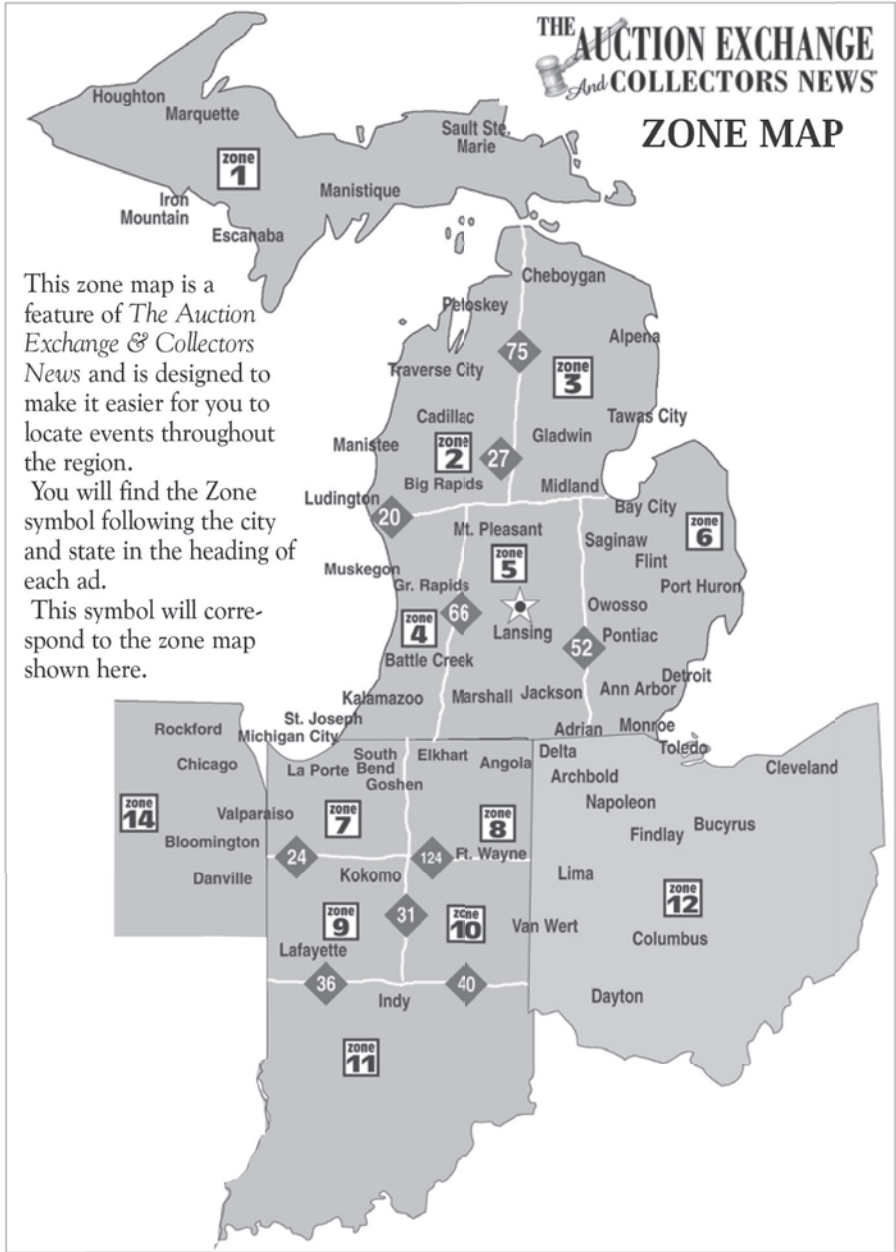 THE
AUCTION EXCHANGE
And COLLECTORS NEWS
ZONE MAP
Houghton
Marquette
Sault Ste.
Marie
zone
1
Manistique
Iron
Mountain
Escanaba
This zone map is a
feature of The Auction
Exchange & Collectors
News and is designed to
make it easier for you to
locate events throughout
the region.
You will find the Zone
symbol following the city
and state in the heading of
each ad.
This symbol will corre-
spond to the zone map
shown here.
Cheboygan
Peloskey
Alpena
75
Traverse City
zone
3
Cadillac
Tawas City
Manistee
zone
2
27
Gladwin
Big Rapids
Midland
Ludington
20
Bay City
Mt. Pleasant
zone
6
Saginaw
Muskegon
zone
5
Flint
Gr. Rapids
Port Huron
66
Owosso
zone
4
Lansing
52
Pontiac
Battle Creek
Detroit
Kalamazoo
Marshall
Jackson
Ann Arbor
St. Joseph
Adrian
Monroe
Rockford
Michigan City
Toledo
South
Bend
Elkhart
Delta
Chicago
La Porte
Angola
Cleveland
Goshen
Archbold
Napoleon
zone
14
Valparaiso
zone
7
zone
8
Findlay
Bucyrus
Bloomington
24
124
Ft. Wayne
Danville
Kokomo
Lima
zone
12
zone
9
31
zone
10
Van Wert
Columbus
Lafayette
36
40
Indy
Dayton
zone
11